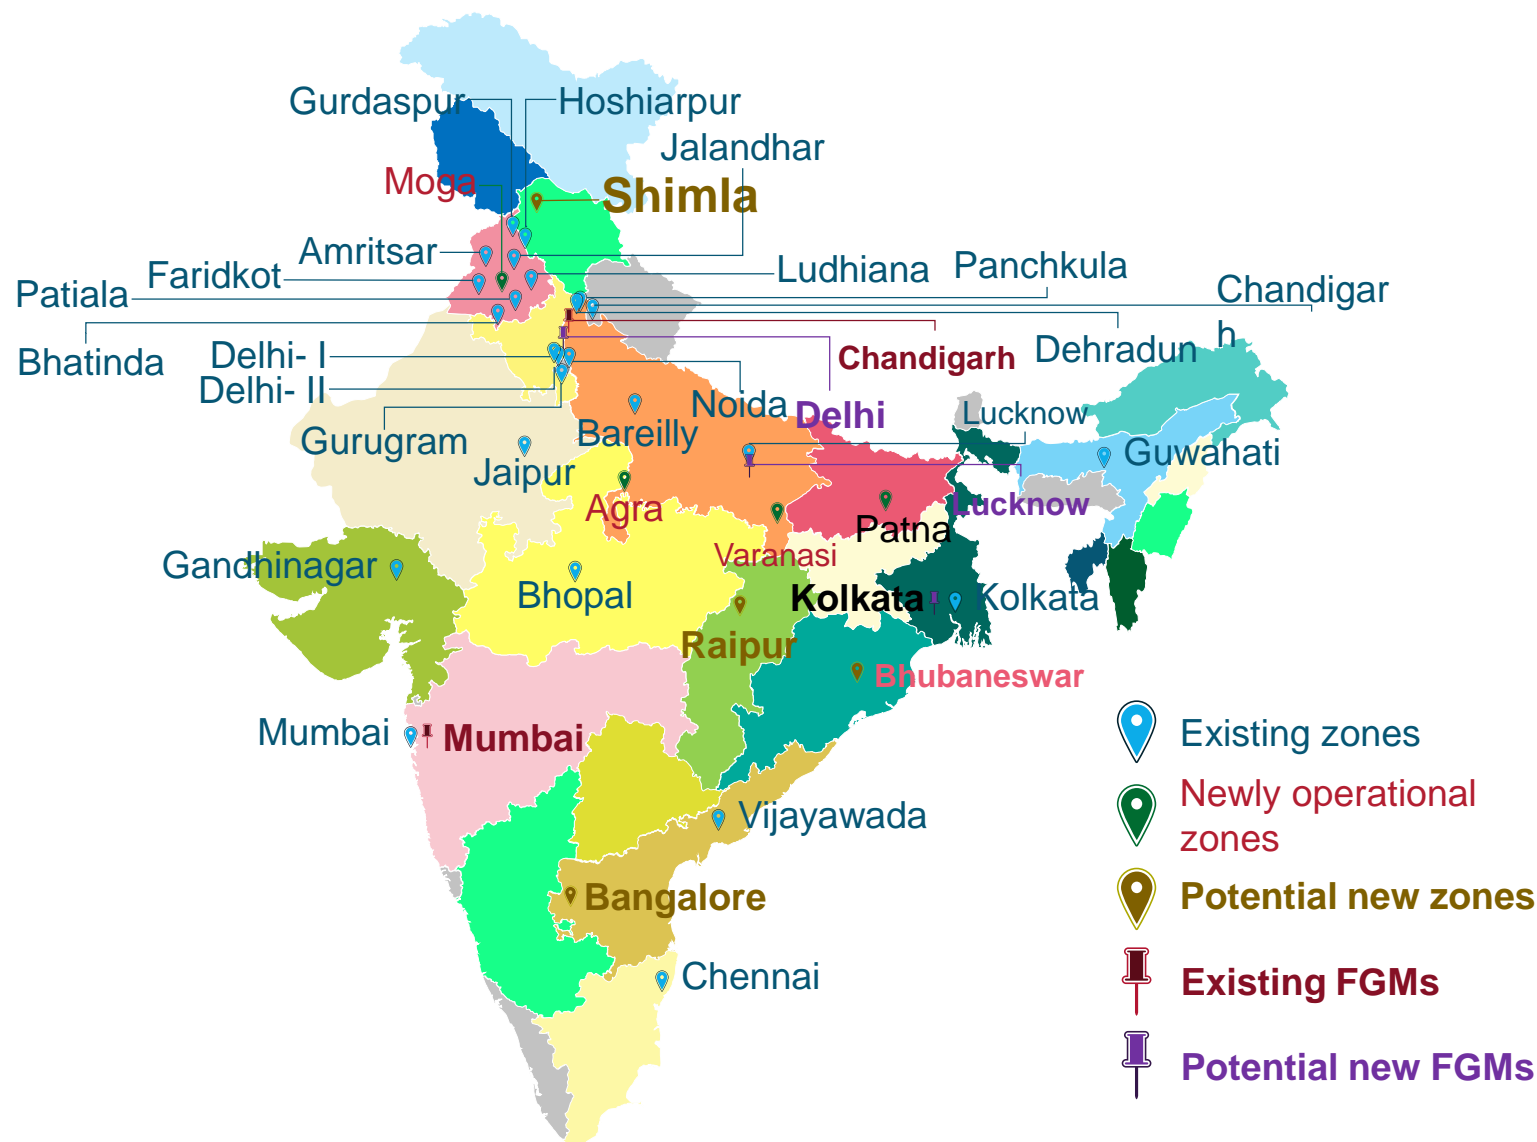 Gurdaspur
Hoshiarpur
Jalandhar
Moga
Shimla
Amritsar
Ludhiana
Panchkula
Faridkot
Patiala
Chandigar
h
Bhatinda
Delhi- I
Chandigarh
Dehradun
Delhi- II
Noida
Delhi
Lucknow
Gurugram
Bareilly
Jaipur
Guwahati
Agra
Lucknow
Patna
Varanasi
Gandhinagar
Bhopal
Kolkata
Kolkata
Raipur
Bhubaneswar
Mumbai
Mumbai
Existing zones
Newly operational
zones
Vijayawada
Bangalore
Potential new zones
Chennai
Existing FGMs
Potential new FGMs